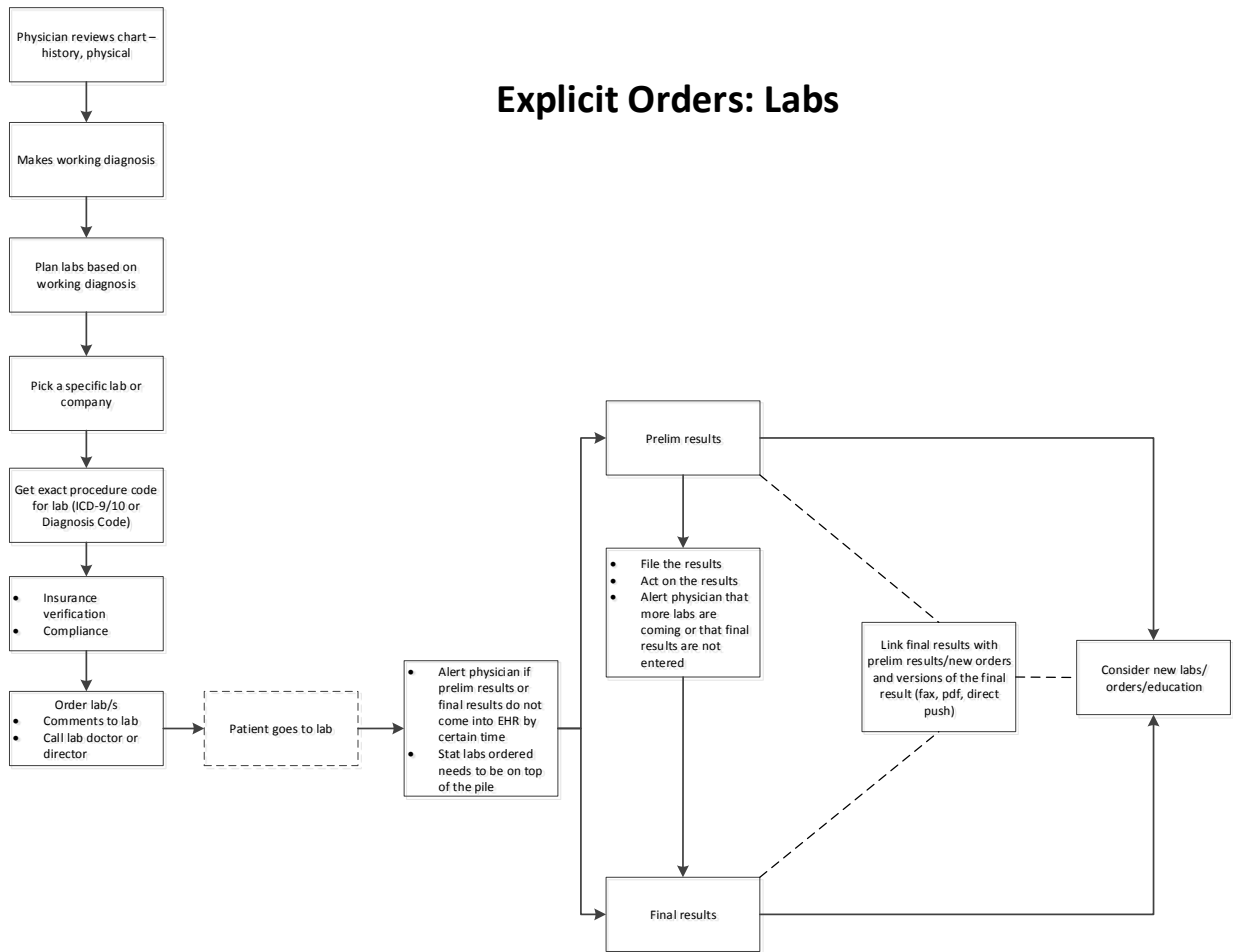 Physician reviews chart –
history, physical
Explicit Orders: Labs
Makes working diagnosis
Plan labs based on
working diagnosis
Pick a specific lab or
company
Get exact procedure code
for lab (ICD-9/10 or
Diagnosis Code)
• Insurance
verification
• Compliance
Order lab/s
• Comments to lab
• Call lab doctor or
director
Patient goes to lab
• Alert physician if
prelim results or
final results do not
come into EHR by
certain time
• Stat labs ordered
needs to be on top
of the pile
Prelim results
• File the results
• Act on the results
• Alert physician that
more labs are
coming or that final
results are not
entered
Final results
Link final results with
prelim results/new orders
and versions of the final
result (fax, pdf, direct
push)
Consider new labs/
orders/education